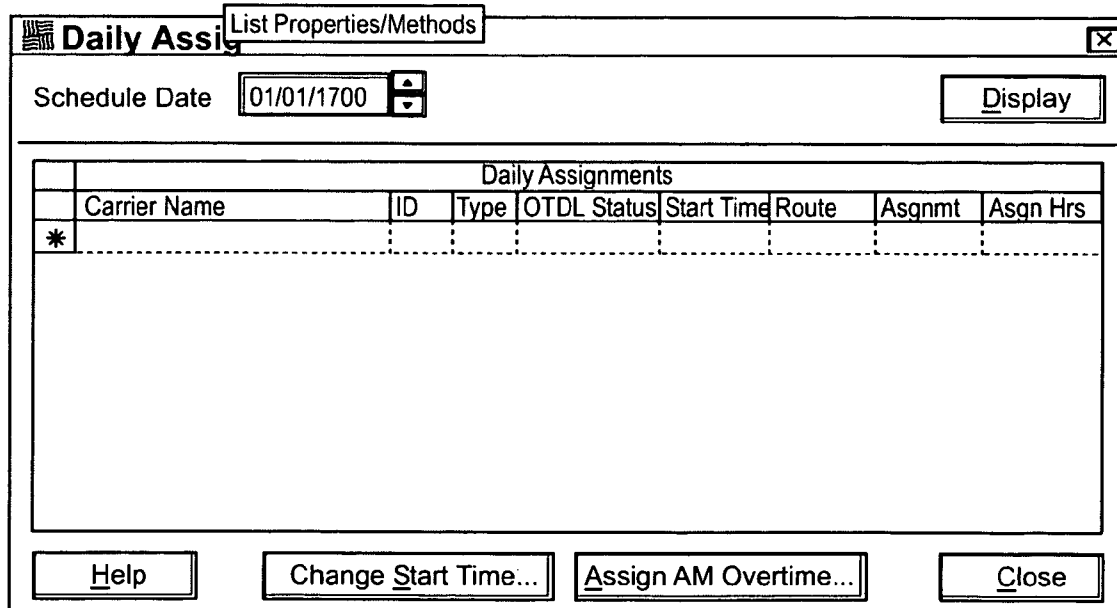 List Properties/Methods
Daily Assig
Schedule Date 01/01/1700 Display
Daily Assignments
Carrier Name ID Type OTDL Status Start Time Route Asgnmt Asgn Hrs
*
Help Change Start Time... Assign AM Overtime... Close